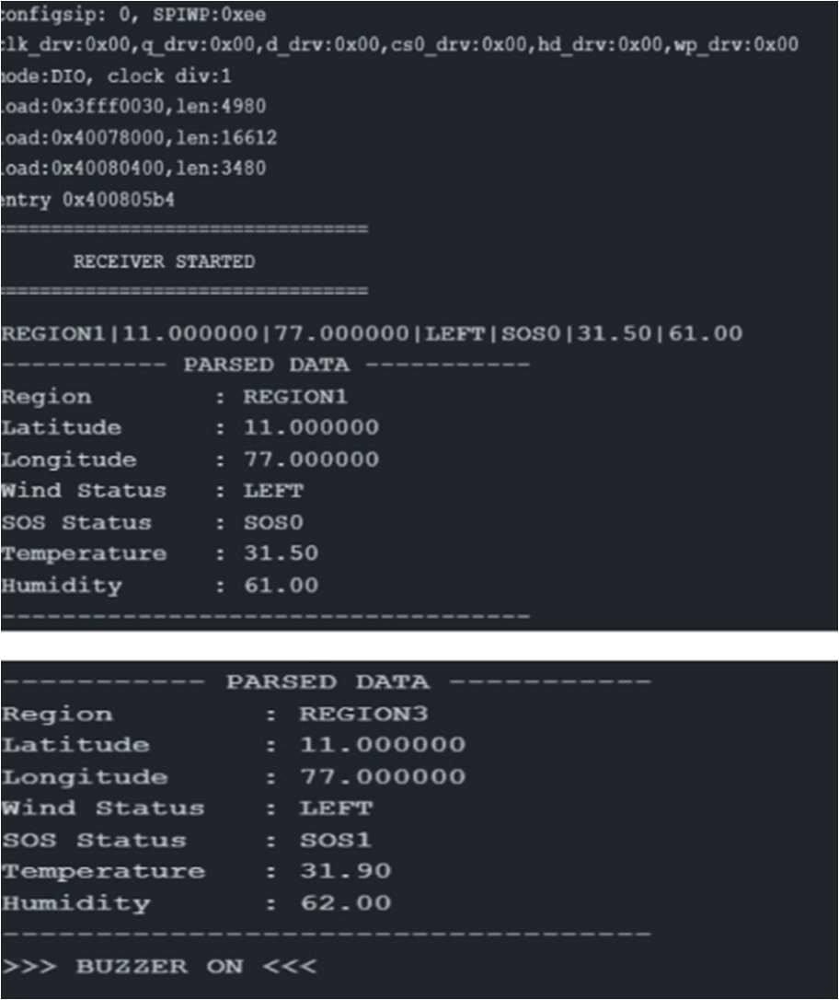 configsip: 0, SPIWP:0xee
clk_drv:0x00,q_drv:0x00,d_drv:0x00,cs0_drv:0x00,hd_drv:0x00,wp_drv:0x00
mode:DIO, clock div:1
load:0x3fff0030,len:4980
load:0x40078000,len:16612
load:0x40080400,len:3480
entry 0x400805b4
==================================
RECEIVER STARTED
==================================
REGION1|11.000000|77.000000|LEFT|SOS0|31.50|61.00
----------- PARSED DATA -----------
Region : REGION1
Latitude : 11.000000
Longitude : 77.000000
Wind Status : LEFT
SOS Status : SOS0
Temperature : 31.50
Humidity : 61.00
-----------------------------------
----------- PARSED DATA -----------
Region : REGION3
Latitude : 11.000000
Longitude : 77.000000
Wind Status : LEFT
SOS Status : SOS1
Temperature : 31.90
Humidity : 62.00
-----------------------------------
>>> BUZZER ON <<<